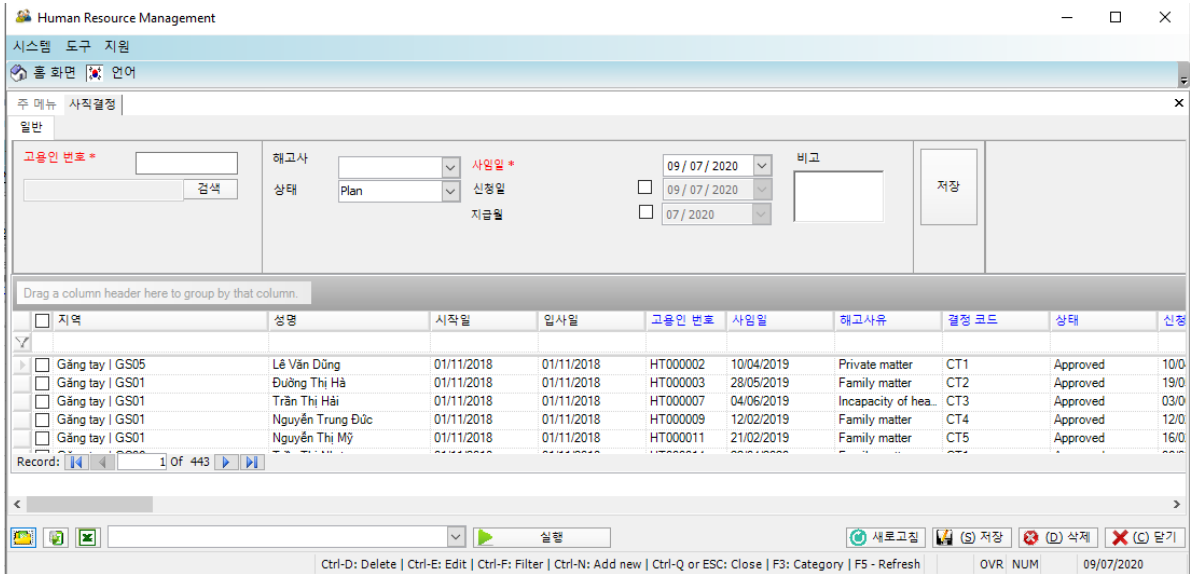 Human Resource Management
시스템 도구 지원
홈 화면 언어
주 메뉴 사직결정
일반
고용인 번호 * 해고사 사임일 * 09/07/2020 비고
검색 상태 Plan 신청일 09/07/2020 저장
지급월 07/2020
Drag a column header here to group by that column.
지역 성명 시작일 입사일 고용인 번호 사임일 해고사유 결정 코드 상태 신청
Găng tay | GS05 Lê Văn Dũng 01/11/2018 01/11/2018 HT000002 10/04/2019 Private matter CT1 Approved 10/0
Găng tay | GS01 Đường Thị Hà 01/11/2018 01/11/2018 HT000003 28/05/2019 Family matter CT2 Approved 19/0
Găng tay | GS01 Trần Thị Hải 01/11/2018 01/11/2018 HT000007 04/06/2019 Incapacity of hea... CT3 Approved 03/0
Găng tay | GS01 Nguyễn Trung Đức 01/11/2018 01/11/2018 HT000009 12/02/2019 Family matter CT4 Approved 12/0
Găng tay | GS01 Nguyễn Thị Mỹ 01/11/2018 01/11/2018 HT000011 21/02/2019 Family matter CT5 Approved 16/0
Record: 1 Of 443
실행 새로고침 (S) 저장 (D) 삭제 (C) 닫기
Ctrl-D: Delete | Ctrl-E: Edit | Ctrl-F: Filter | Ctrl-N: Add new | Ctrl-Q or ESC: Close | F3: Category | F5 - Refresh OVR NUM 09/07/2020